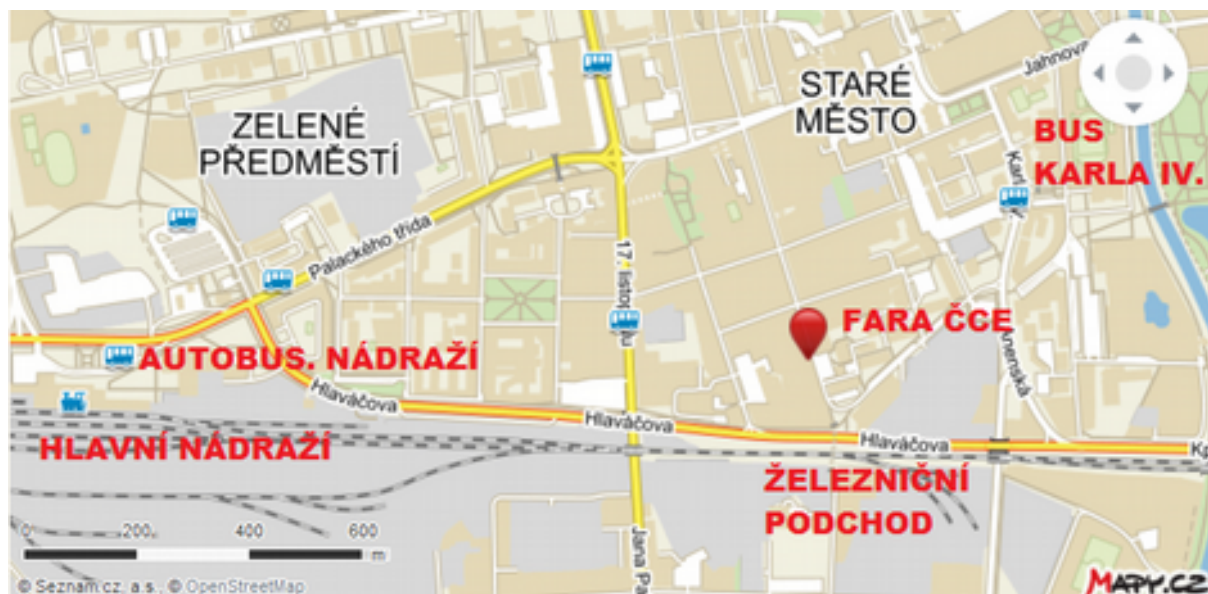 ZELENÉ
PŘEDMĚSTÍ
STARÉ
MĚSTO
Jahnova
BUS
KARLA IV.
Palackého třída
17. listopadu
FARA ČCE
AUTOBUS. NÁDRAŽÍ
Anenská
Hlaváčova
Hlaváčova
Hlaváčova
HLAVNÍ NÁDRAŽÍ
ŽELEZNIČNÍ
PODCHOD
0 200 400 600
m
Jana Pa
© Seznam.cz, a.s., © OpenStreetMap
MAPY.CZ